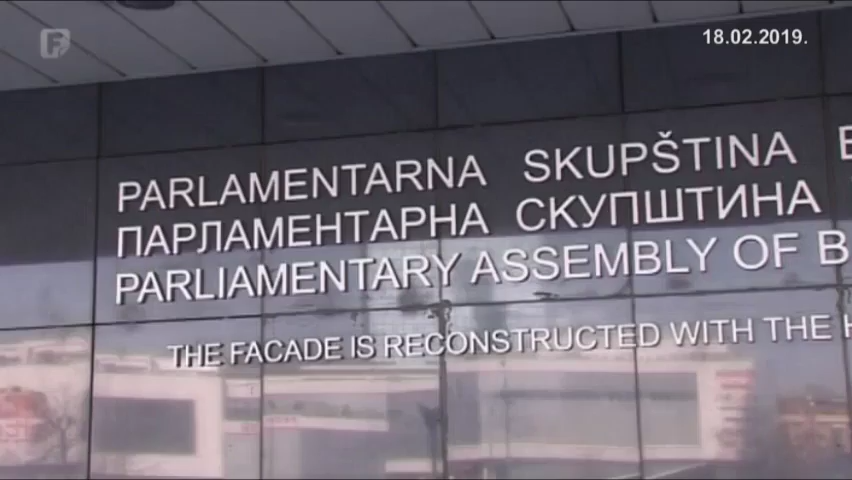 18.02.2019.
PARLAMENTARNA SKUPŠTINA B
ПАРЛАМЕНТАРНА СКУПШТИНА
PARLIAMENTARY ASSEMBLY OF B
THE FACADE IS RECONSTRUCTED WITH THE H